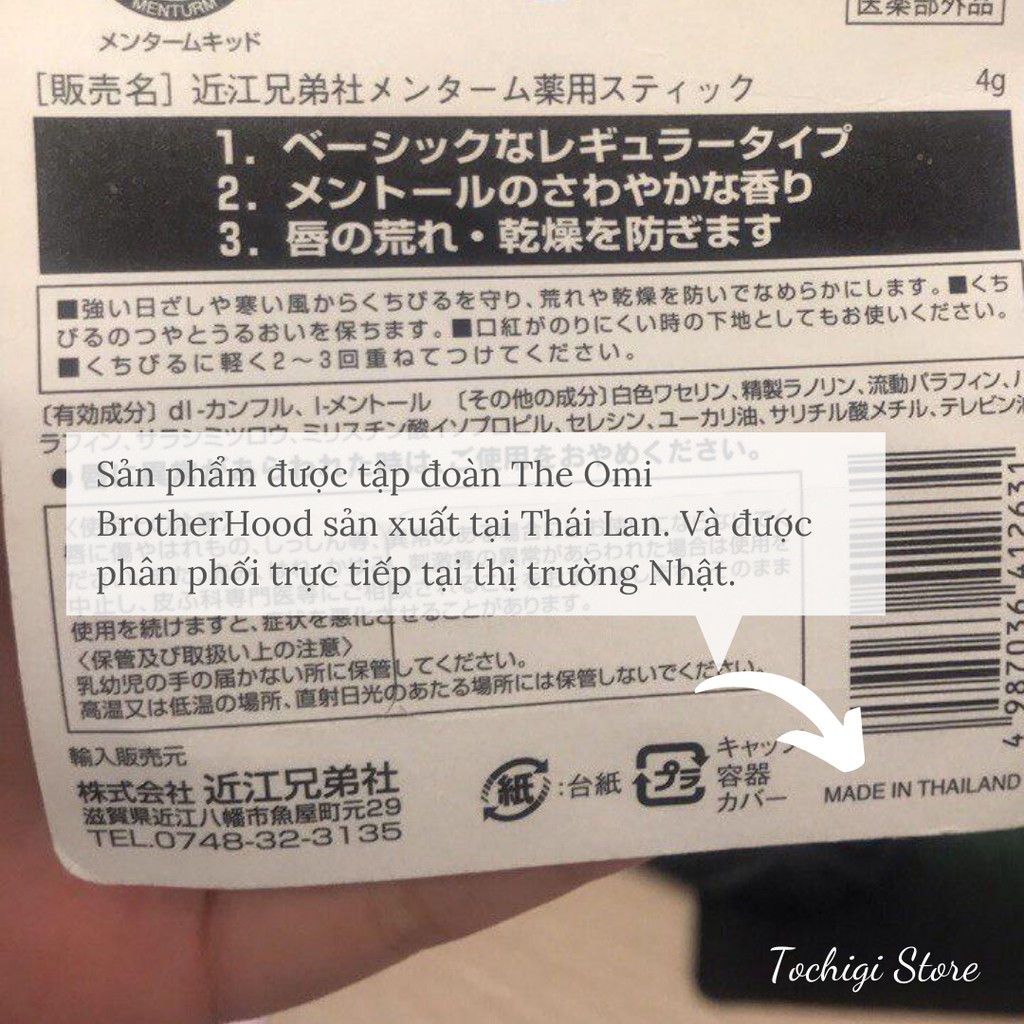 MENTURM
メンタームキッド
医薬部外品
[販売名] 近江兄弟社メンターム薬用スティック 4g
1. ベーシックなレギュラータイプ
2. メントールのさわやかな香り
3. 唇の荒れ・乾燥を防ぎます
■強い日ざしや寒い風からくちびるを守り、荒れや乾燥を防いでなめらかにします。■くち
びるのつやとうるおいを保ちます。■口紅がのりにくい時の下地としてもお使いください。
■くちびるに軽く2～3回重ねてつけてください。
〔有効成分〕dl-カンフル、l-メントール 〔その他の成分〕白色ワセリン、精製ラノリン、流動パラフィン、
ラフィン、サラシミツロウ、ミリスチン酸イソプロピル、セレシン、ユーカリ油、サリチル酸メチル、テレピン
Sản phẩm được tập đoàn The Omi
BrotherHood sản xuất tại Thái Lan. Và được
phân phối trực tiếp tại thị trường Nhật.
使用を続けますと、症状を悪化させることがあります。
〈保管及び取扱い上の注意〉
乳幼児の手の届かない所に保管してください。
高温又は低温の場所、直射日光のあたる場所には保管しないでください。
4 987036 412631
輸入販売元
株式会社 近江兄弟社
滋賀県近江八幡市魚屋町元29
TEL.0748-32-3135
紙:台紙
プラ
キャップ
容器
カバー
MADE IN THAILAND
Tochigi Store